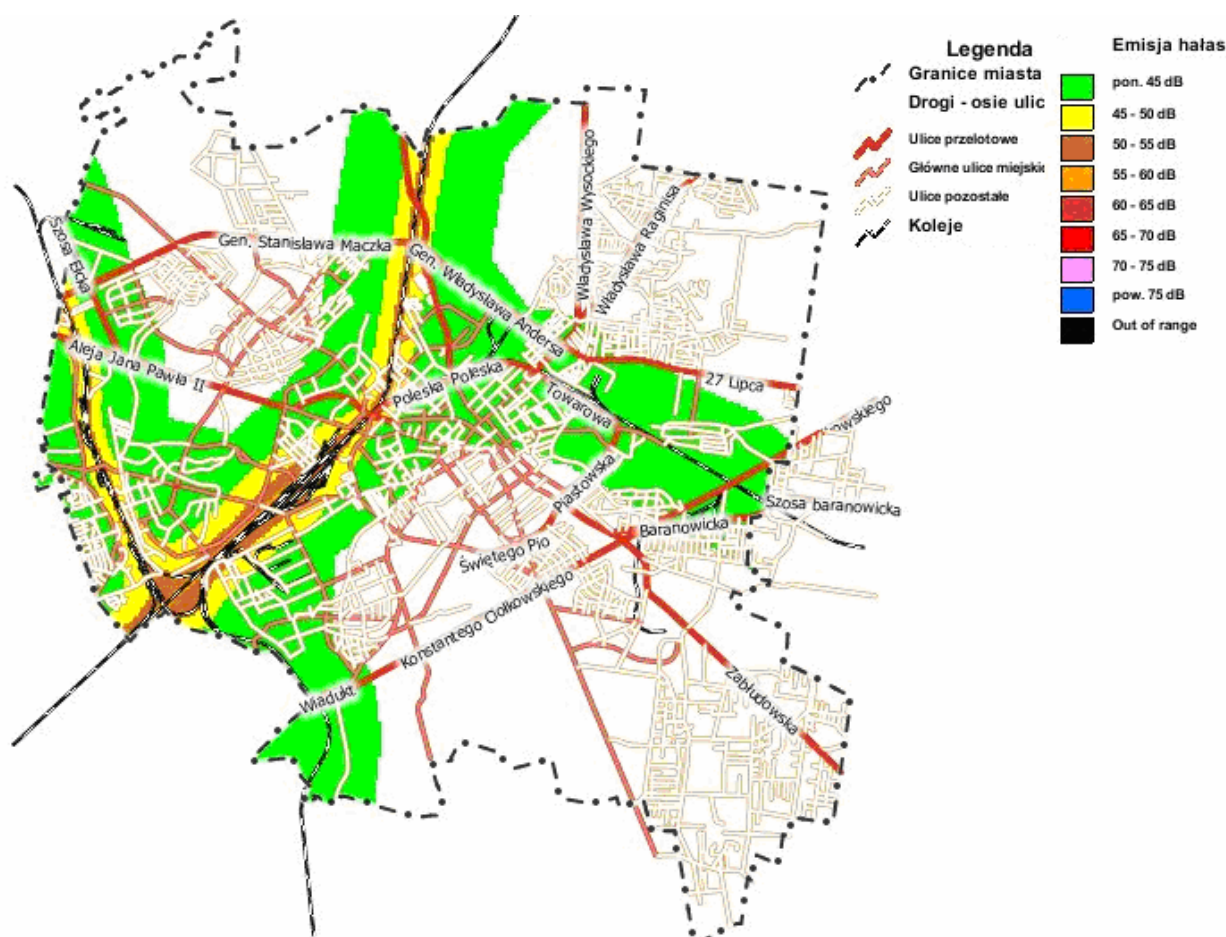 Legenda
Granice miasta
Drogi - osie ulic
Ulice przelotowe
Główne ulice miejskie
Ulice pozostałe
Koleje
Emisja hałas
pon. 45 dB
45 - 50 dB
50 - 55 dB
55 - 60 dB
60 - 65 dB
65 - 70 dB
70 - 75 dB
pow. 75 dB
Out of range
Szosa Ełcka
Gen. Stanisława Maczka
Gen. Władysława Andersa
Władysława Wysockiego
Władysława Raginisa
Aleja Jana Pawła II
Poleska Poleska
Towarowa
27 Lipca
owskiego
Piastowska
Szosa baranowicka
Baranowicka
Świętego Pio
Konstantego Ciołkowskiego
Wiadukt
Zabłudowska